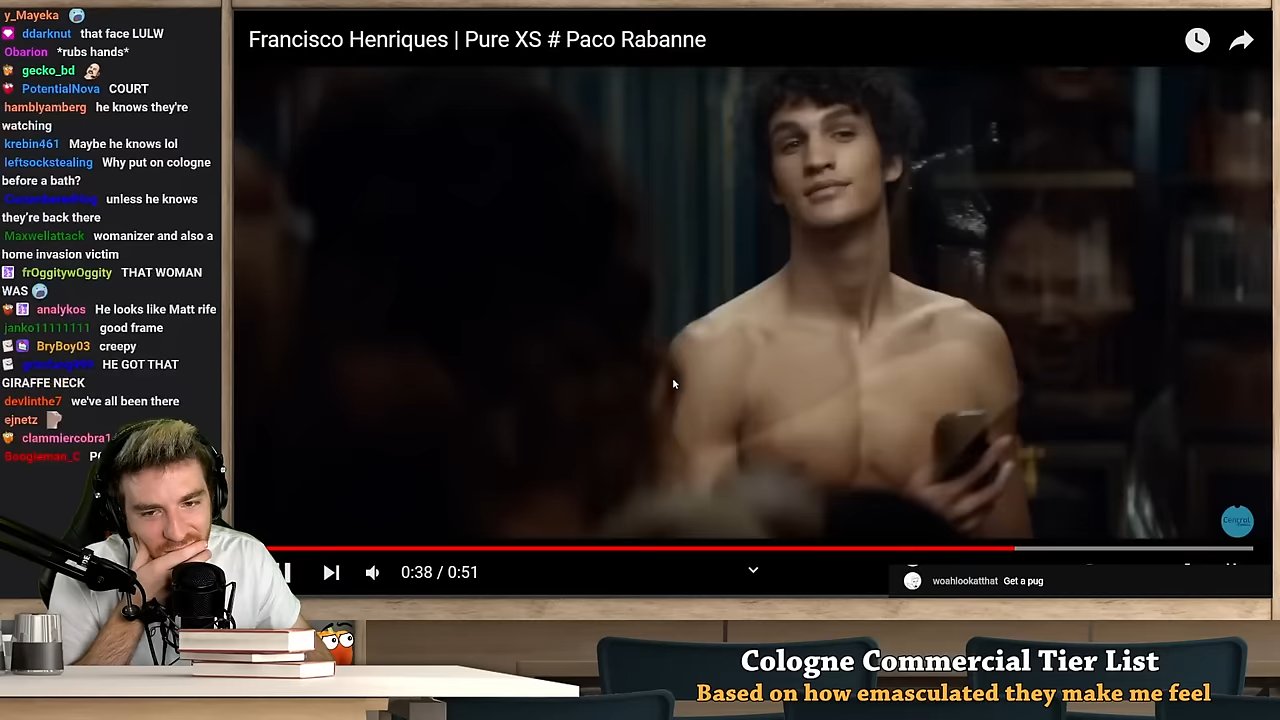 y_Mayeka
ddarknut that face LULW
Obarion *rubs hands*
gecko_bd
PotentialNova COURT
hamblyamberg he knows they're
watching
krebin461 Maybe he knows lol
leftsockstealing Why put on cologne
before a bath?
unless he knows
they're back there
Maxwellattack womanizer and also a
home invasion victim
frOggitywOggity THAT WOMAN
WAS
analykos He looks like Matt rife
janko11111111 good frame
BryBoy03 creepy
HE GOT THAT
GIRAFFE NECK
devlinthe7 we've all been there
ejnetz
clammiercobra1
Boogieman_C
Francisco Henriques | Pure XS # Paco Rabanne
Central
0:38 / 0:51
woahlookatthat Get a pug
Cologne Commercial Tier List
Based on how emasculated they make me feel